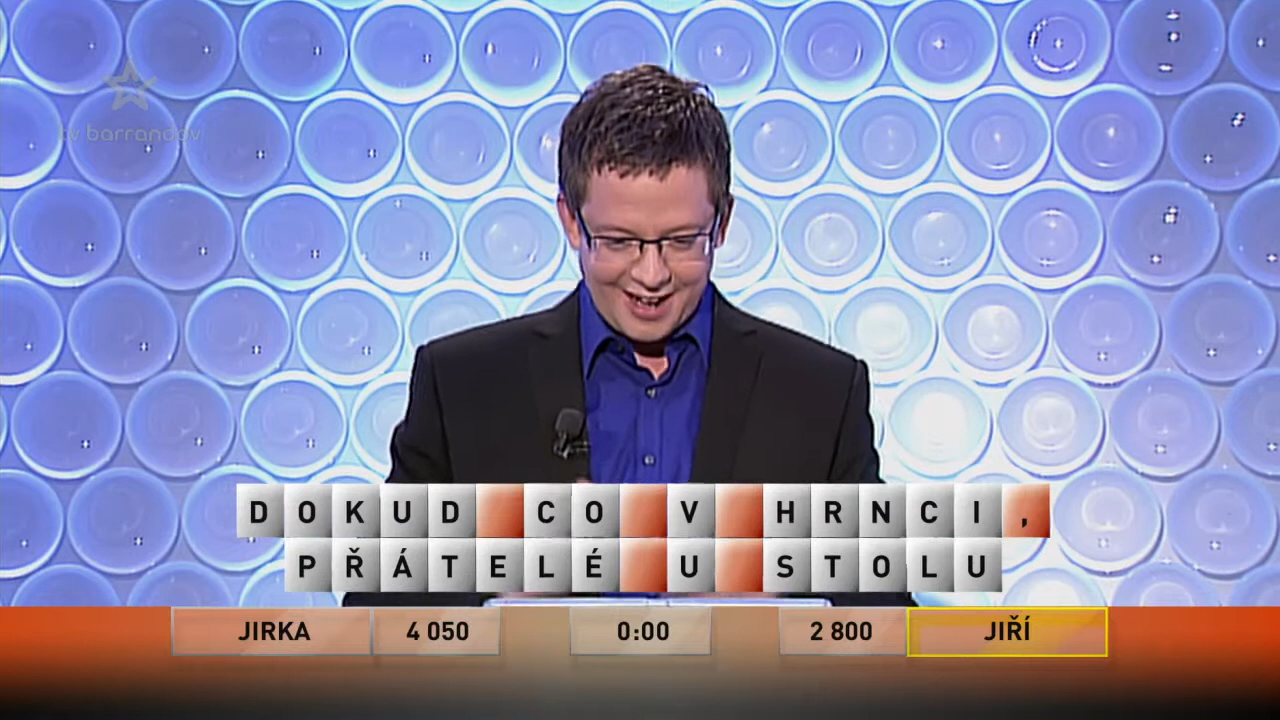 tv barrandov
DOKUD CO V HRNCI,
PŘÁTELÉ U STOLU
JIRKA 4 050 0:00 2 800 JIŘÍ